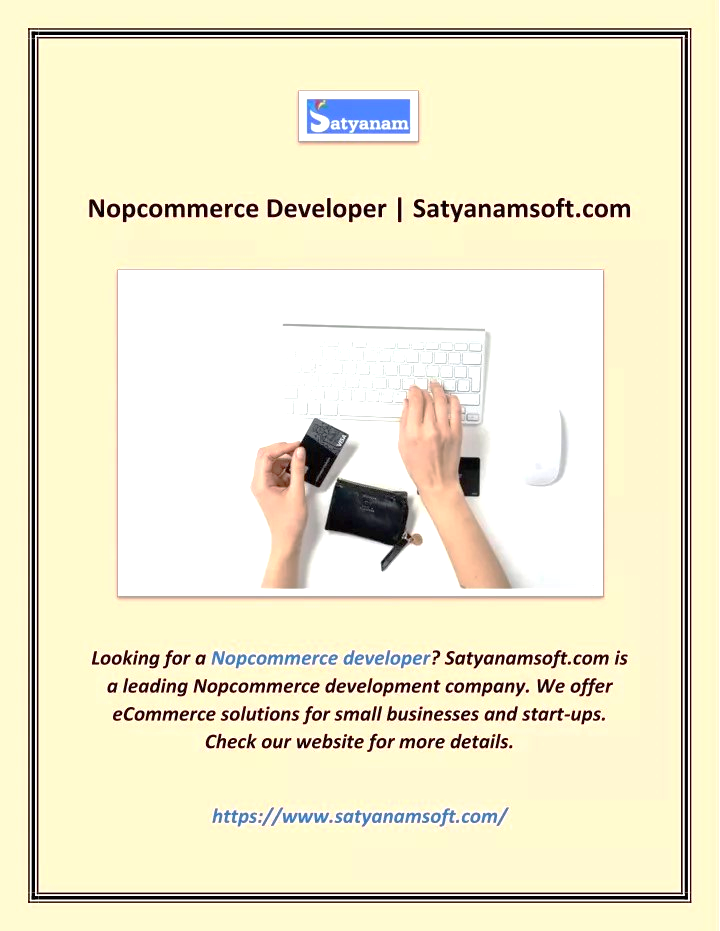 Satyanam
Nopcommerce Developer | Satyanamsoft.com
VISA
Looking for a Nopcommerce developer? Satyanamsoft.com is
a leading Nopcommerce development company. We offer
eCommerce solutions for small businesses and start-ups.
Check our website for more details.
https://www.satyanamsoft.com/